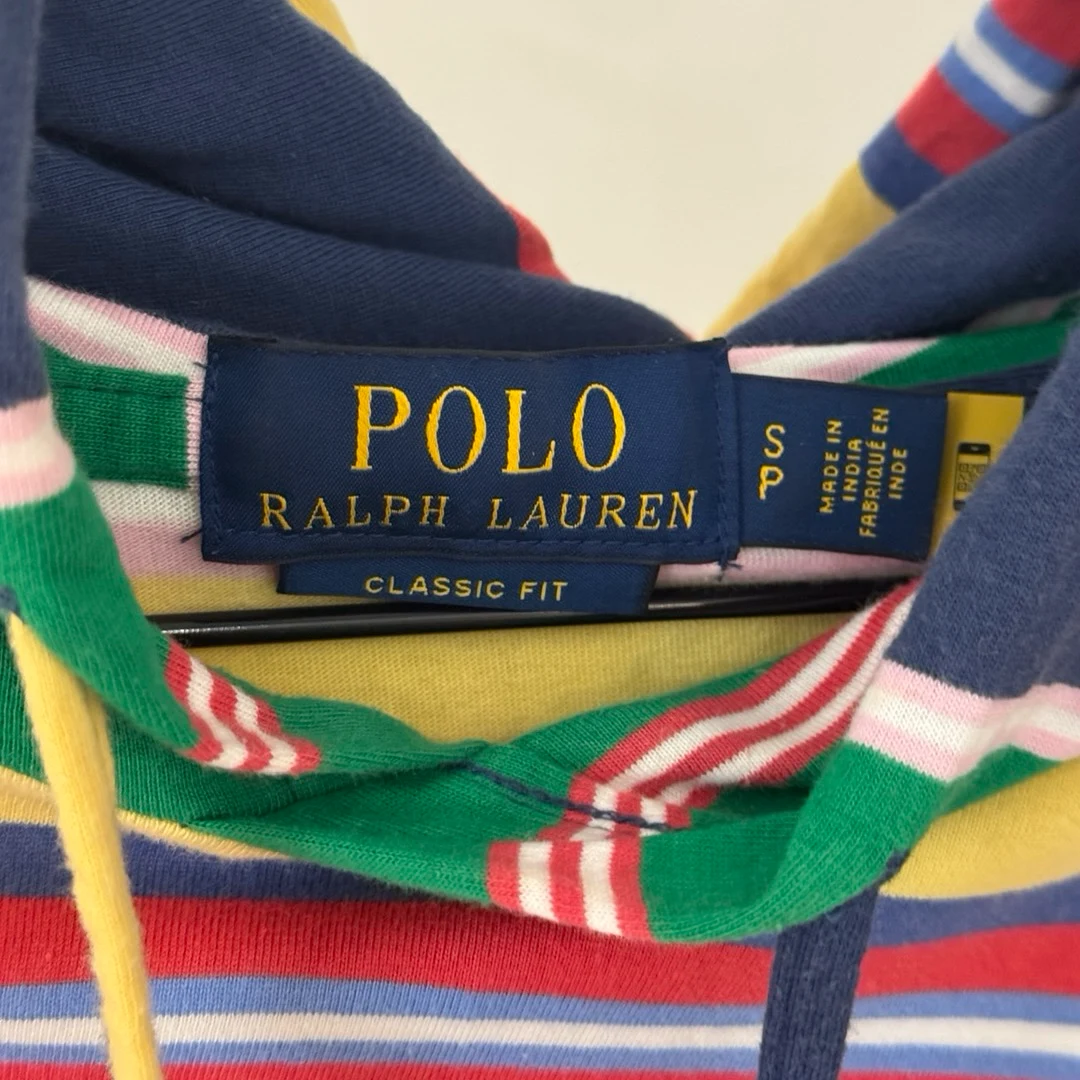 POLO
RALPH LAUREN
CLASSIC FIT
S
P
MADE IN
INDIA
FABRIQUÉ EN
INDE